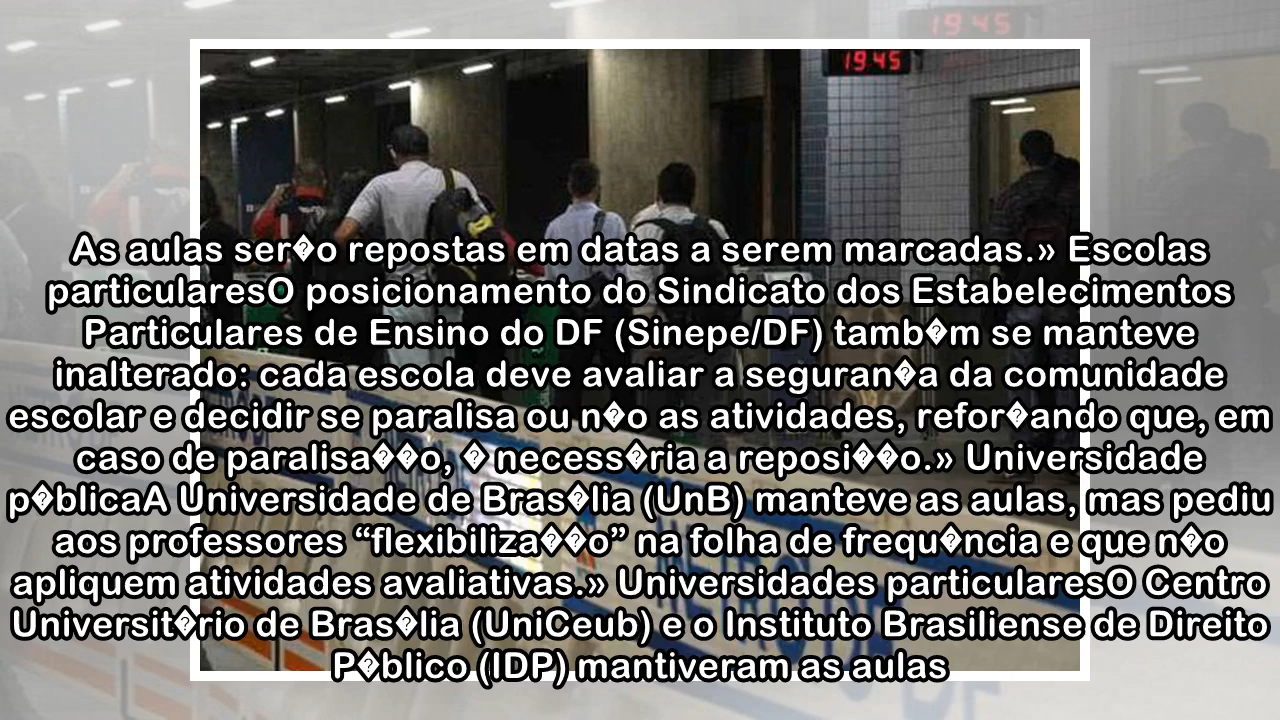 19 45
19 45
As aulas ser�o repostas em datas a serem marcadas.» Escolas
particularesO posicionamento do Sindicato dos Estabelecimentos
Particulares de Ensino do DF (Sinepe/DF) tamb�m se manteve
inalterado: cada escola deve avaliar a seguran�a da comunidade
escolar e decidir se paralisa ou n�o as atividades, refor�ando que, em
caso de paralisa��o, � necess�ria a reposi��o.» Universidade
p�blicaA Universidade de Bras�lia (UnB) manteve as aulas, mas pediu
aos professores “flexibiliza��o” na folha de frequ�ncia e que n�o
apliquem atividades avaliativas.» Universidades particularesO Centro
Universit�rio de Bras�lia (UniCeub) e o Instituto Brasiliense de Direito
P�blico (IDP) mantiveram as aulas